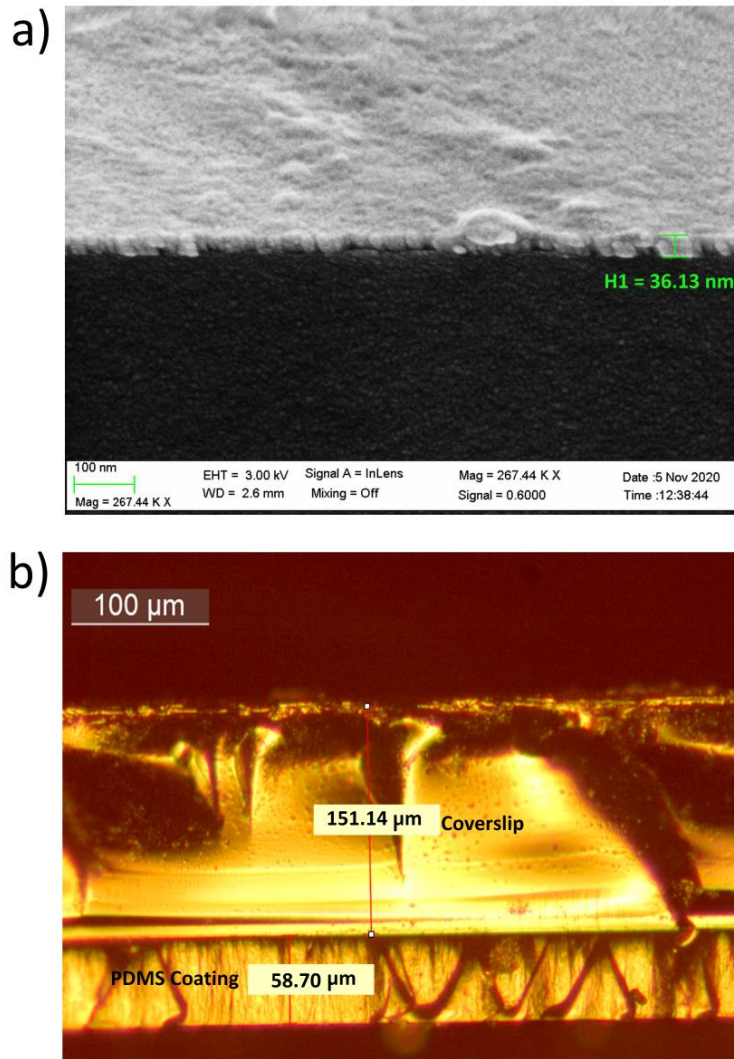 a)
H1 = 36.13 nm
100 nm
Mag = 267.44 K X
EHT = 3.00 kV
WD = 2.6 mm
Signal A = InLens
Mixing = Off
Mag = 267.44 K X
Signal = 0.6000
Date :5 Nov 2020
Time :12:38:44
b)
100 µm
151.14 µm
Coverslip
PDMS Coating
58.70 µm